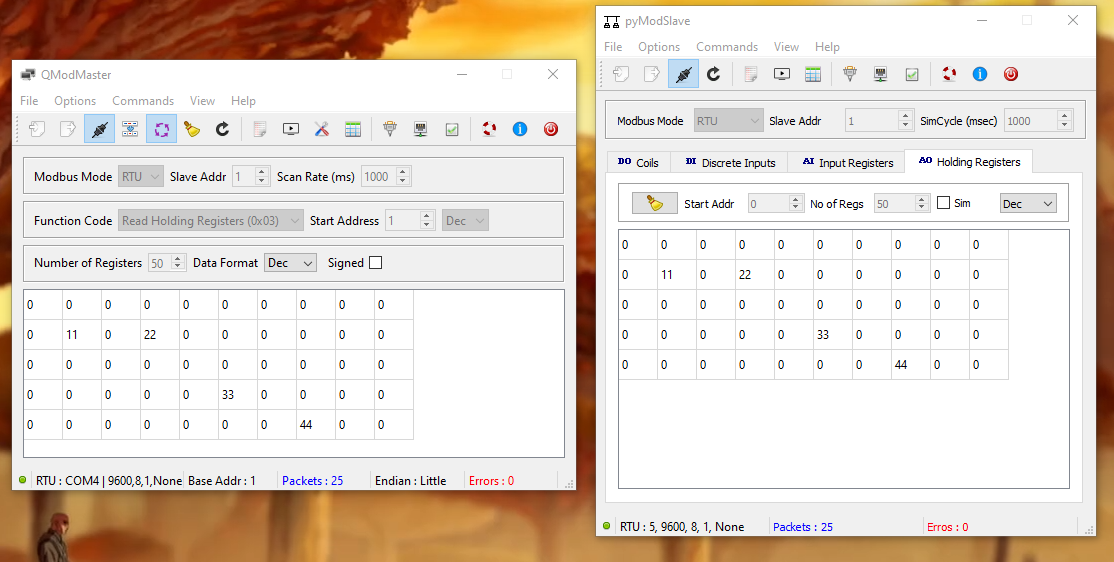 QModMaster
File Options Commands View Help
Modbus Mode RTU Slave Addr 1 Scan Rate (ms) 1000
Function Code Read Holding Registers (0x03) Start Address 1 Dec
Number of Registers 50 Data Format Dec Signed
0 0 0 0 0 0 0 0 0 0
0 11 0 22 0 0 0 0 0 0
0 0 0 0 0 0 0 0 0 0
0 0 0 0 0 33 0 0 0 0
0 0 0 0 0 0 0 44 0 0
RTU : COM4 | 9600,8,1,None Base Addr : 1 Packets : 25 Endian : Little Errors : 0
pyModSlave
File Options Commands View Help
Modbus Mode RTU Slave Addr 1 SimCycle (msec) 1000
DO Coils DI Discrete Inputs AI Input Registers AO Holding Registers
Start Addr 0 No of Regs 50 Sim Dec
0 0 0 0 0 0 0 0 0 0
0 11 0 22 0 0 0 0 0 0
0 0 0 0 0 0 0 0 0 0
0 0 0 0 0 33 0 0 0 0
0 0 0 0 0 0 0 44 0 0
RTU : 5, 9600, 8, 1, None Packets : 25 Erros : 0